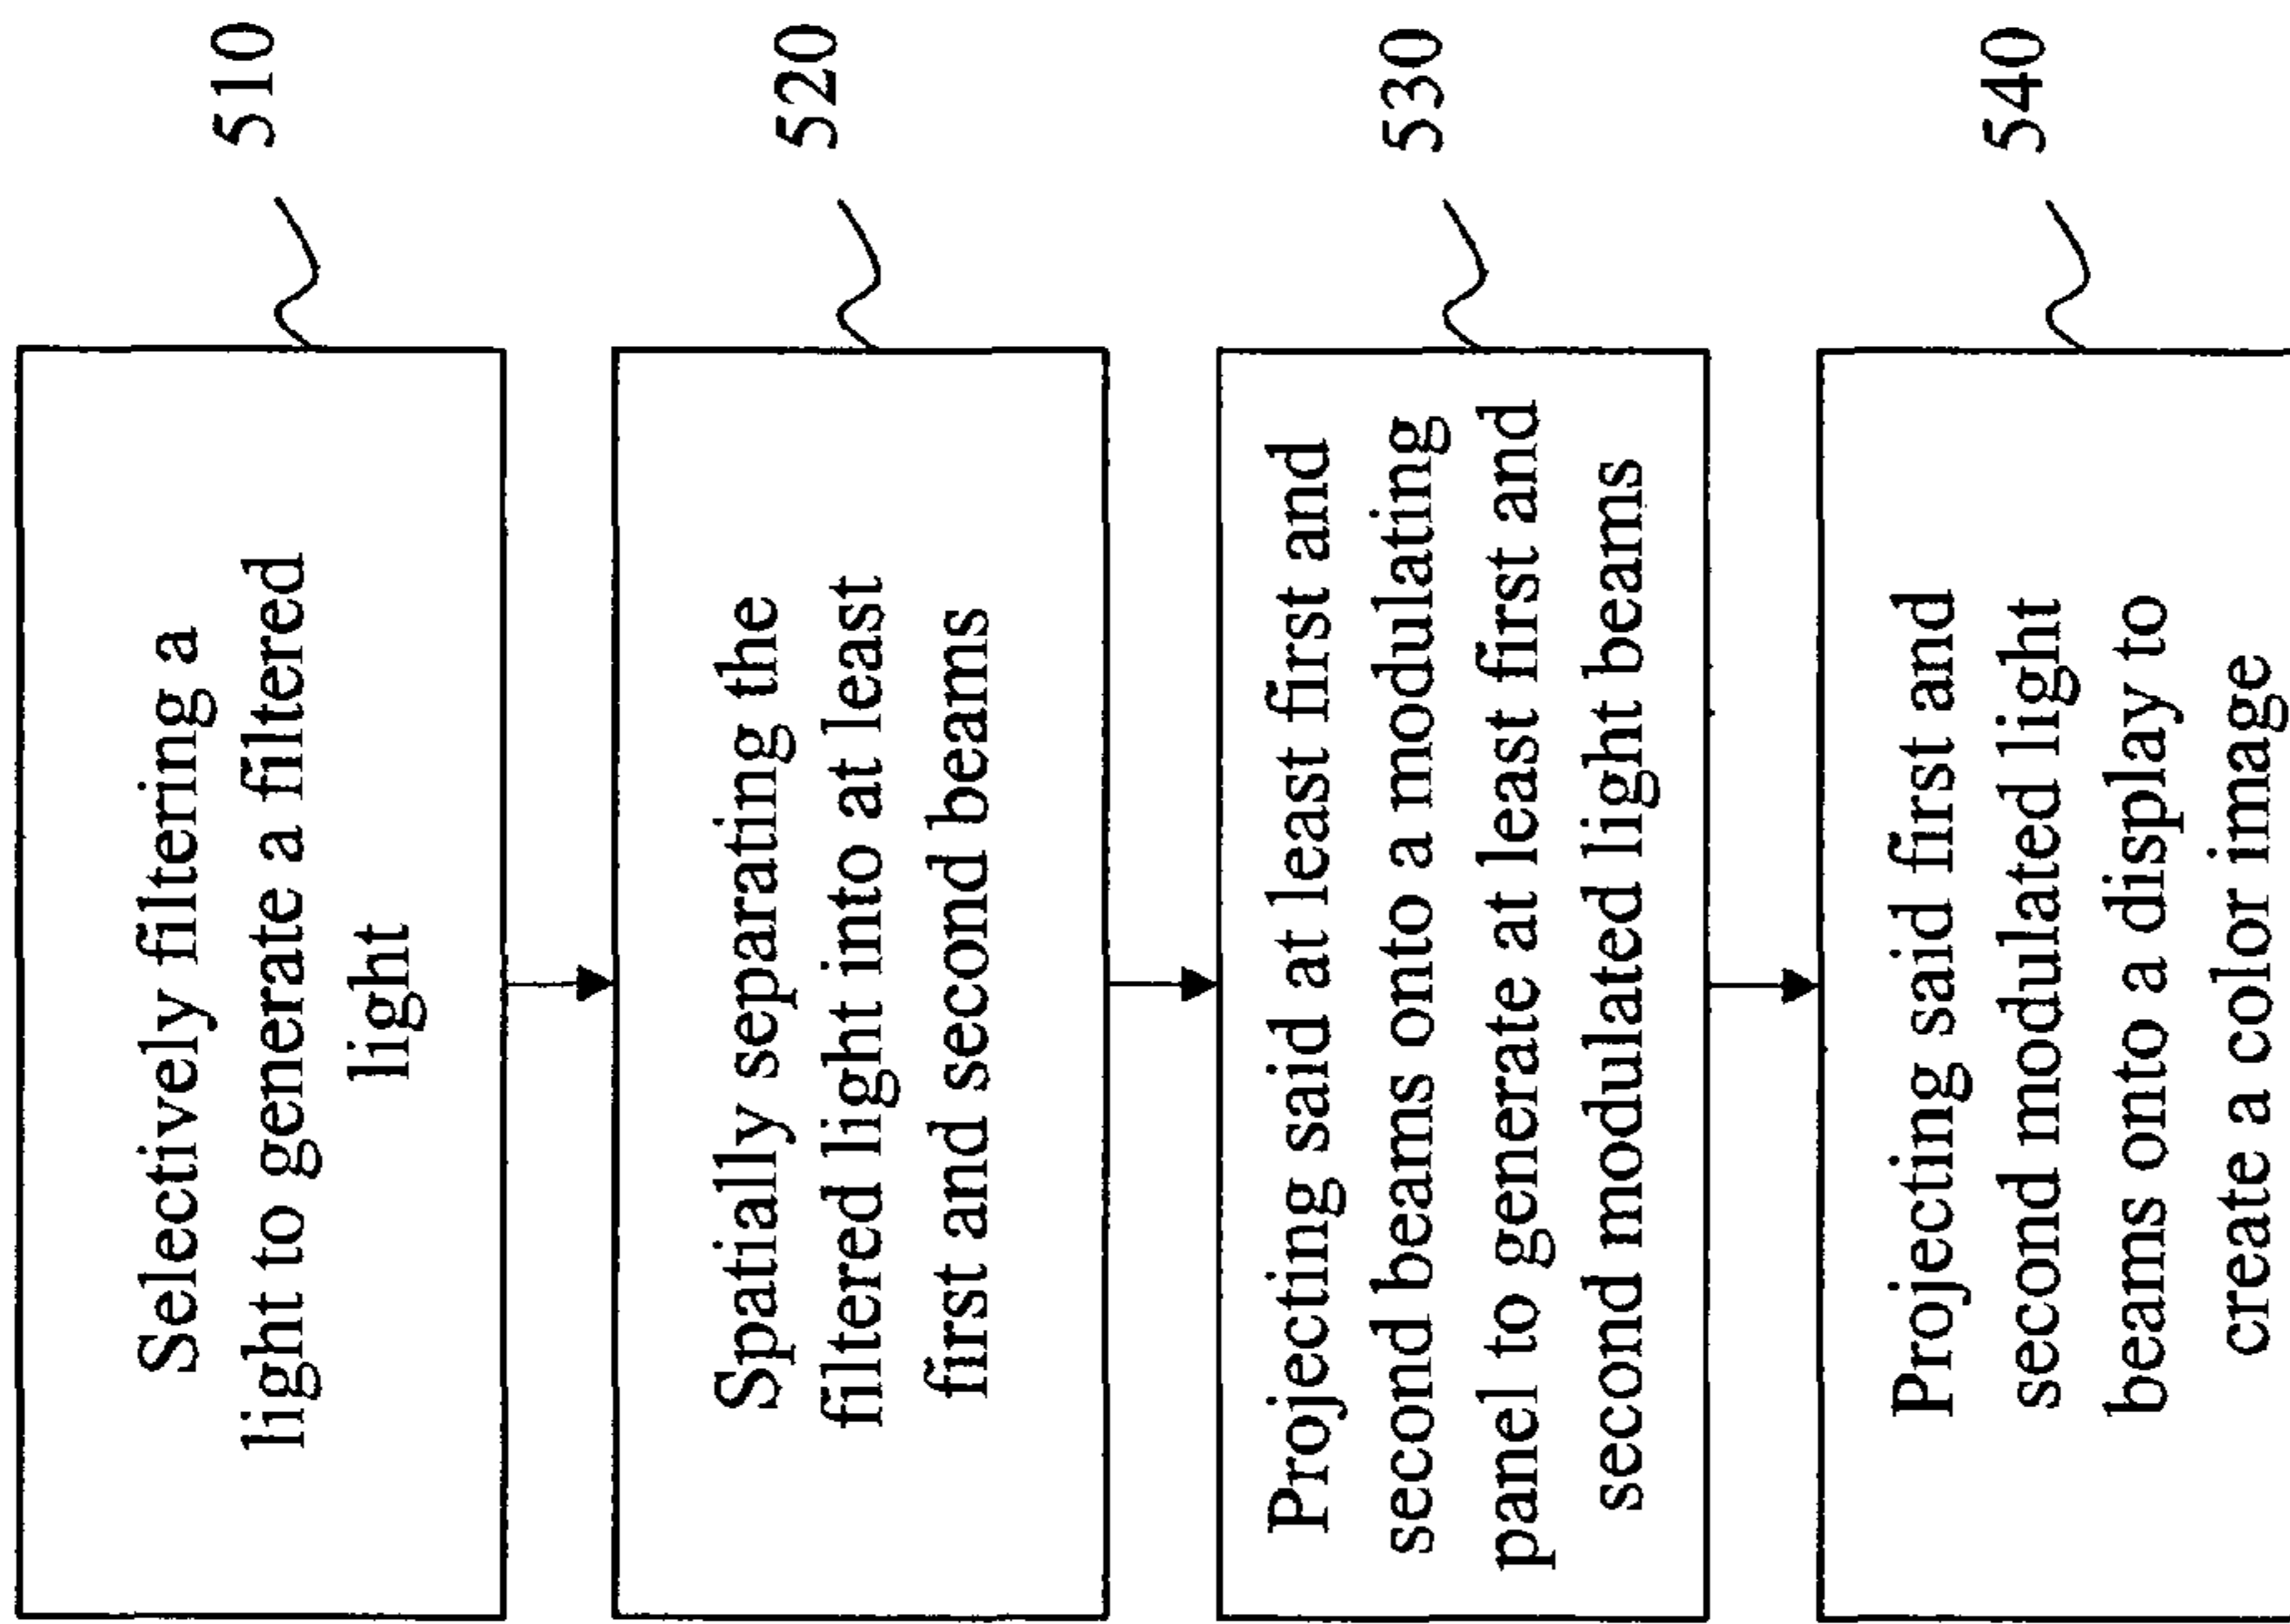 Selectively filtering a
light to generate a filtered
light
510
Spatially separating the
filtered light into at least
first and second beams
520
Projecting said at least first and
second beams onto a modulating
panel to generate at least first and
second modulated light beams
530
Projecting said first and
second modulated light
beams onto a display to
create a color image
540